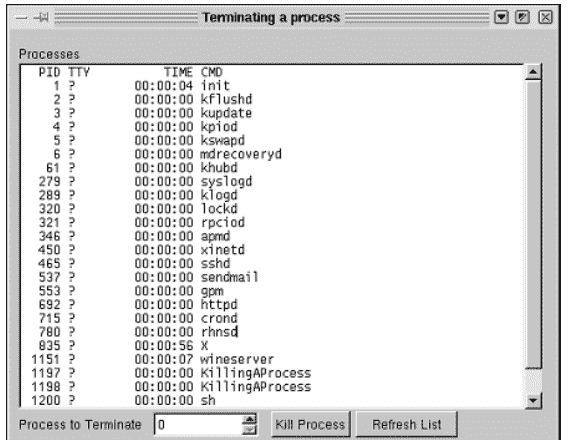 Terminating a process
Processes
PID TTY TIME CMD
1 ? 00:00:04 init
2 ? 00:00:00 kflushd
3 ? 00:00:00 kupdate
4 ? 00:00:00 kpiod
5 ? 00:00:00 kswapd
6 ? 00:00:00 mdrecoveryd
61 ? 00:00:00 khubd
279 ? 00:00:00 syslogd
289 ? 00:00:00 klogd
320 ? 00:00:00 lockd
321 ? 00:00:00 rpciod
346 ? 00:00:00 apmd
450 ? 00:00:00 xinetd
465 ? 00:00:00 sshd
537 ? 00:00:00 sendmail
553 ? 00:00:00 gpm
692 ? 00:00:00 httpd
715 ? 00:00:00 crond
780 ? 00:00:00 rhnsd
835 ? 00:00:56 X
1151 ? 00:00:07 wineserver
1197 ? 00:00:00 KillingAProcess
1198 ? 00:00:00 KillingAProcess
1200 ? 00:00:00 sh
Process to Terminate 0 Kill Process Refresh List